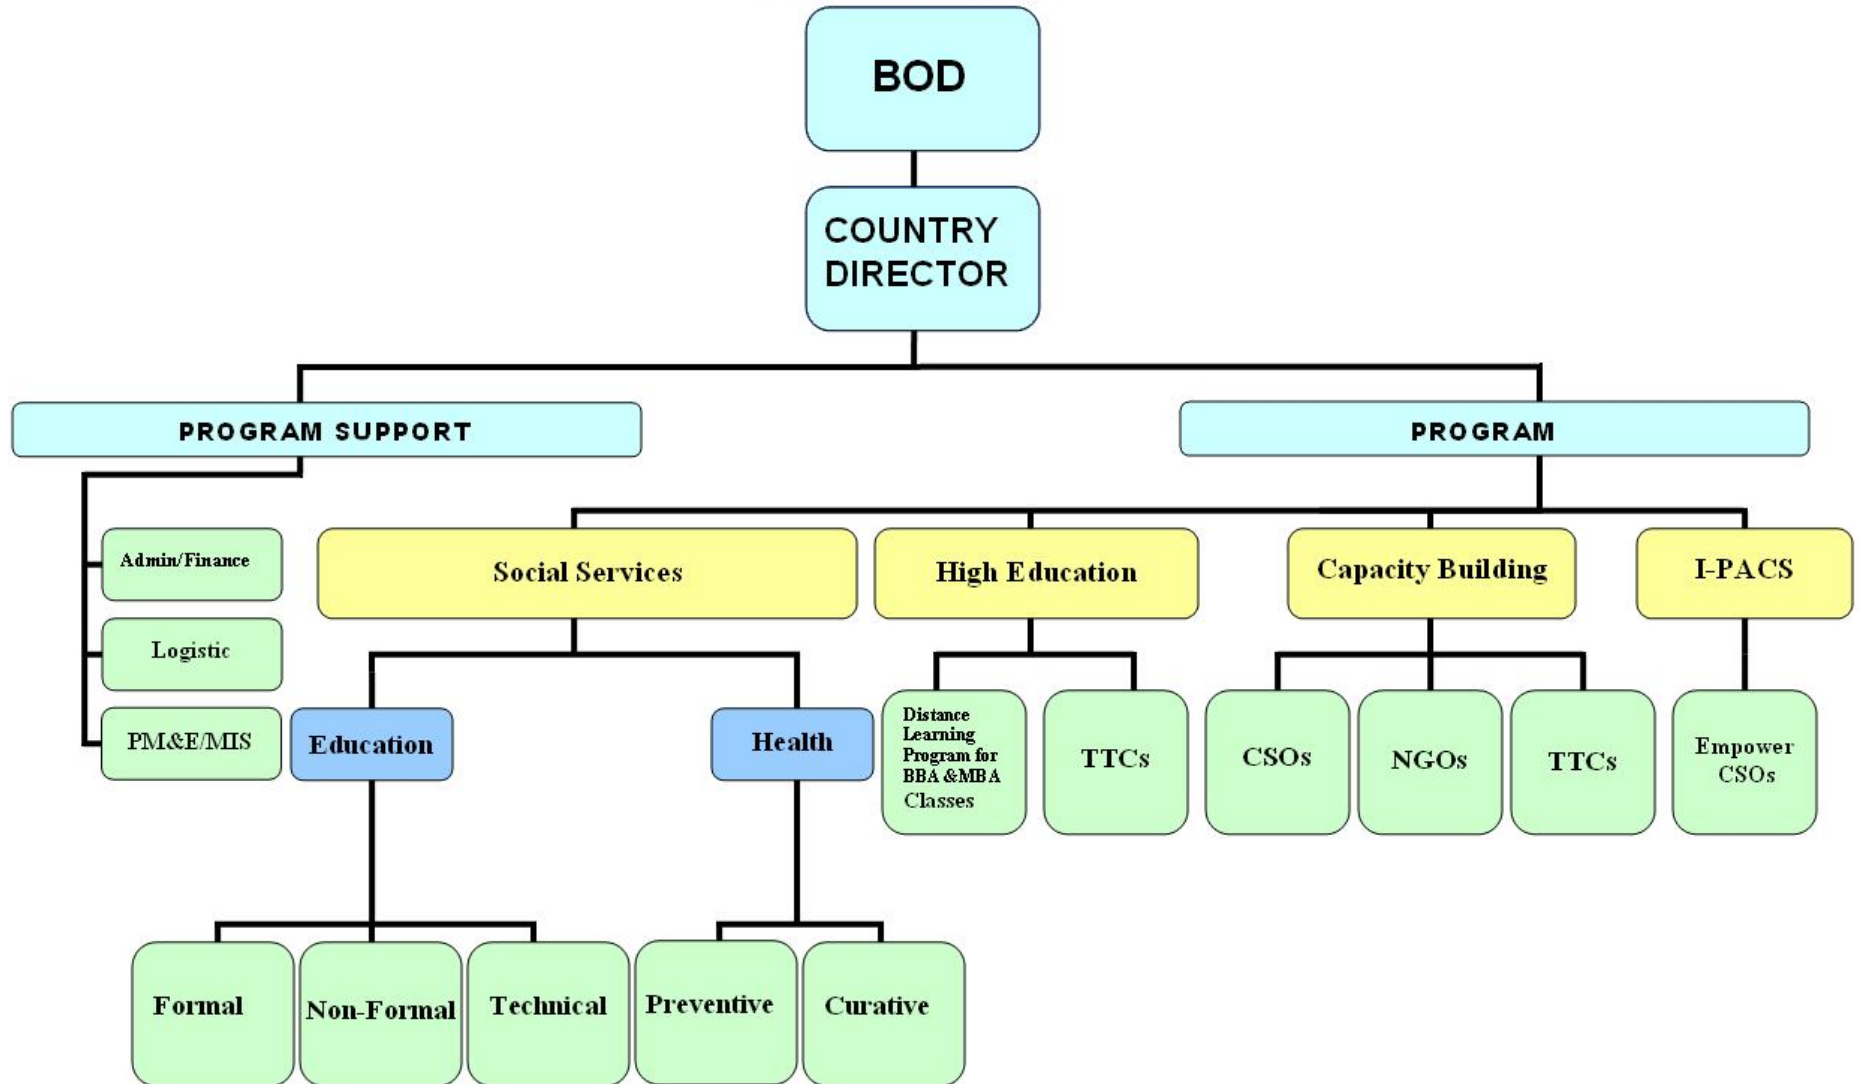 BOD
COUNTRY
DIRECTOR
PROGRAM SUPPORT
PROGRAM
Admin/Finance
Logistic
PM&E/MIS
Social Services
High Education
Capacity Building
I-PACS
Education
Health
Distance
Learning
Program for
BBA &MBA
Classes
TTCs
CSOs
NGOs
TTCs
Empower
CSOs
Formal
Non-Formal
Technical
Preventive
Curative